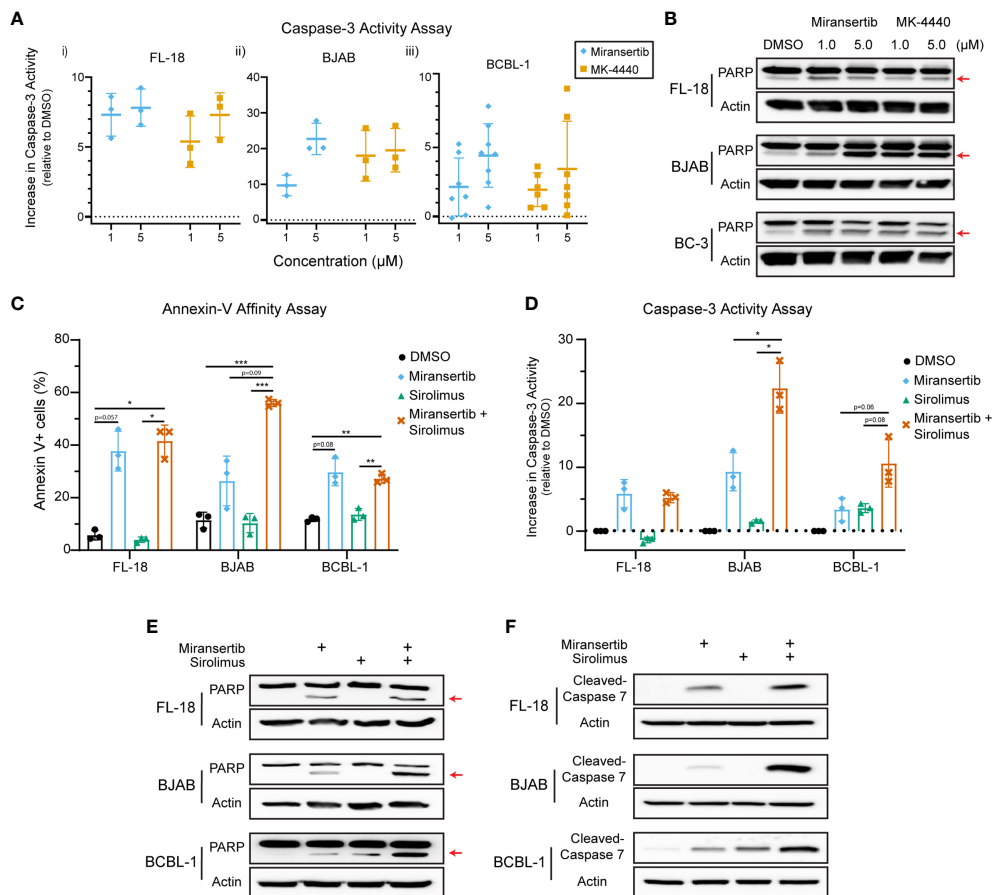 A
Caspase-3 Activity Assay
i)
FL-18
ii)
BJAB
iii)
BCBL-1
Miransertib
MK-4440
Increase in Caspase-3 Activity
(relative to DMSO)
10
5
0
40
30
20
10
0
10
5
0
1 5 1 5
1 5 1 5
1 5 1 5
Concentration (μM)
B
Miransertib MK-4440
DMSO 1.0 5.0 1.0 5.0 (μM)
FL-18
PARP
Actin
BJAB
PARP
Actin
BC-3
PARP
Actin
C
Annexin-V Affinity Assay
Annexin V+ cells (%)
80
60
40
20
0
p=0.057
*
*
***
p=0.09
***
**
p=0.08
**
FL-18 BJAB BCBL-1
DMSO
Miransertib
Sirolimus
Miransertib +
Sirolimus
D
Caspase-3 Activity Assay
Increase in Caspase-3 Activity
(relative to DMSO)
30
20
10
0
*
*
p=0.06
p=0.08
FL-18 BJAB BCBL-1
DMSO
Miransertib
Sirolimus
Miransertib +
Sirolimus
E
Miransertib + +
Sirolimus + +
FL-18
PARP
Actin
BJAB
PARP
Actin
BCBL-1
PARP
Actin
F
Miransertib + +
Sirolimus + +
FL-18
Cleaved-
Caspase 7
Actin
BJAB
Cleaved-
Caspase 7
Actin
BCBL-1
Cleaved-
Caspase 7
Actin